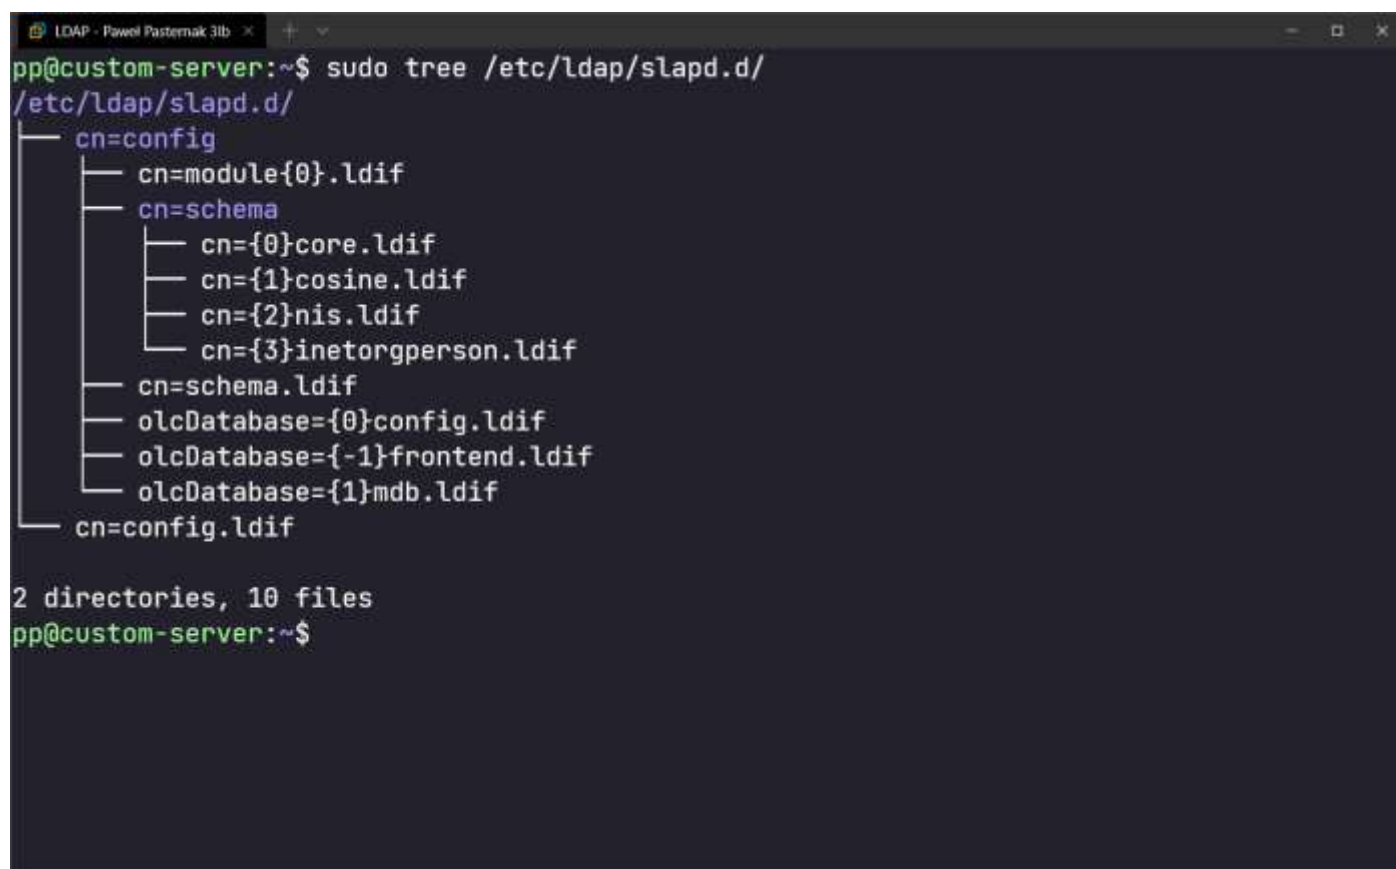 LDAP - Paweł Pasternak 3Ib
pp@custom-server:~$ sudo tree /etc/ldap/slapd.d/
/etc/ldap/slapd.d/
├── cn=config
│   ├── cn=module{0}.ldif
│   ├── cn=schema
│   │   ├── cn={0}core.ldif
│   │   ├── cn={1}cosine.ldif
│   │   ├── cn={2}nis.ldif
│   │   └── cn={3}inetorgperson.ldif
│   ├── cn=schema.ldif
│   ├── olcDatabase={0}config.ldif
│   ├── olcDatabase={-1}frontend.ldif
│   └── olcDatabase={1}mdb.ldif
└── cn=config.ldif
2 directories, 10 files
pp@custom-server:~$